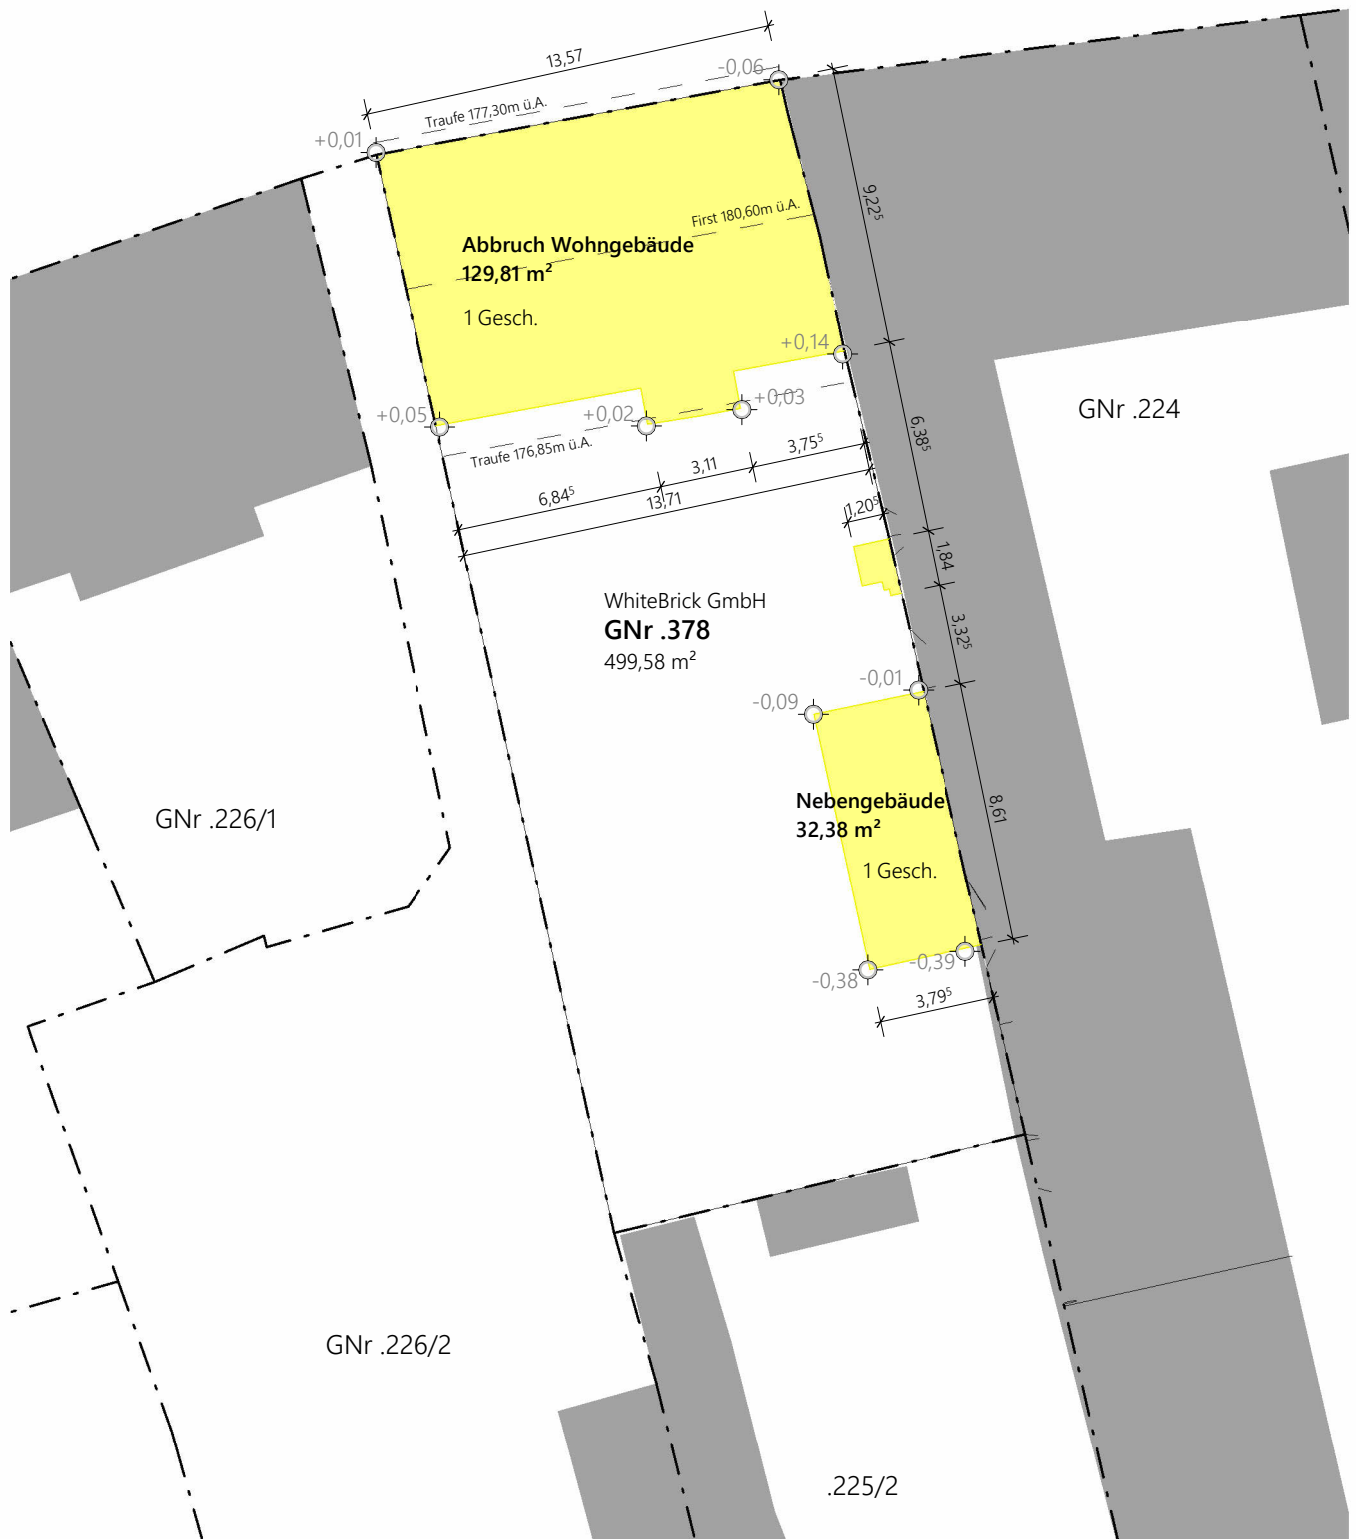 13,57
-0,06
Traufe 177,30m ü.A.
+0,01
9,22⁵
First 180,60m ü.A.
Abbruch Wohngebäude
129,81 m²
1 Gesch.
+0,14
+0,03
+0,05
+0,02
GNr .224
Traufe 176,85m ü.A.
6,38⁵
3,75⁵
3,11
6,84⁵
13,71
1,20⁵
1,84
WhiteBrick GmbH
GNr .378
499,58 m²
3,32⁵
-0,01
-0,09
Nebengebäude
32,38 m²
1 Gesch.
8,61
GNr .226/1
-0,39
-0,38
3,79⁵
GNr .226/2
.225/2